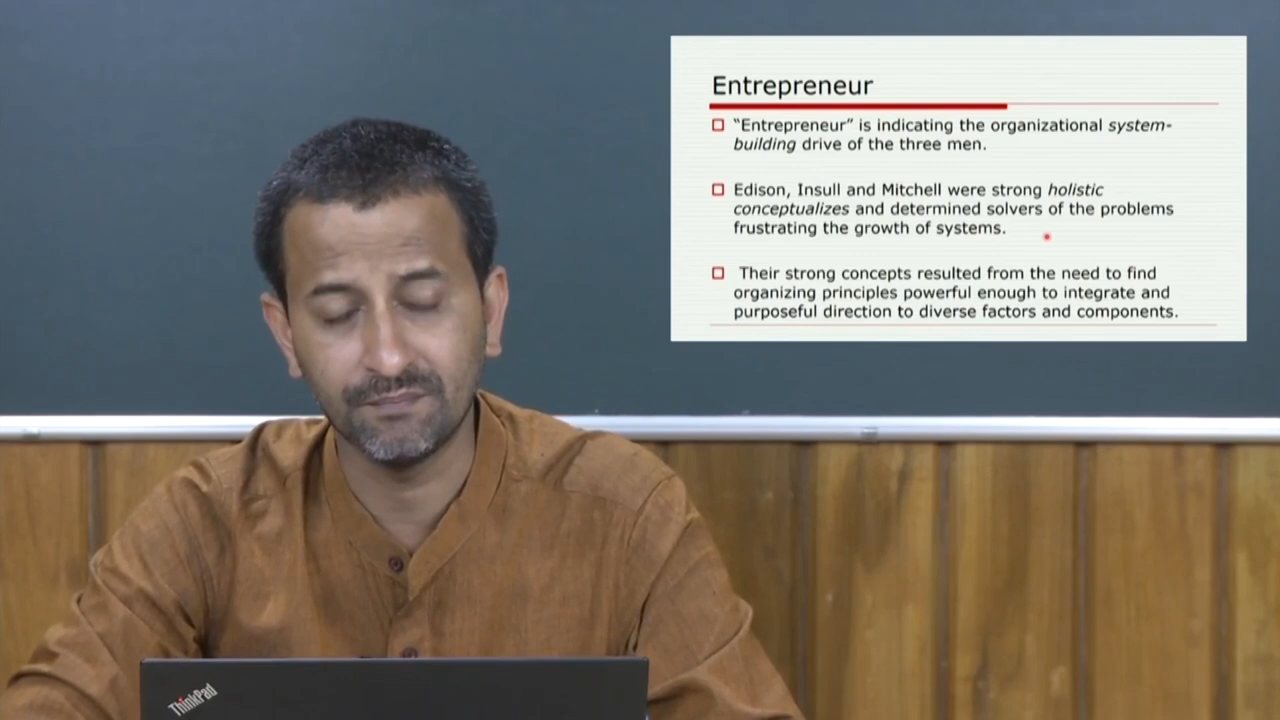 Entrepreneur
“Entrepreneur” is indicating the organizational system-
building drive of the three men.
Edison, Insull and Mitchell were strong holistic
conceptualizes and determined solvers of the problems
frustrating the growth of systems.
Their strong concepts resulted from the need to find
organizing principles powerful enough to integrate and
purposeful direction to diverse factors and components.
ThinkPad